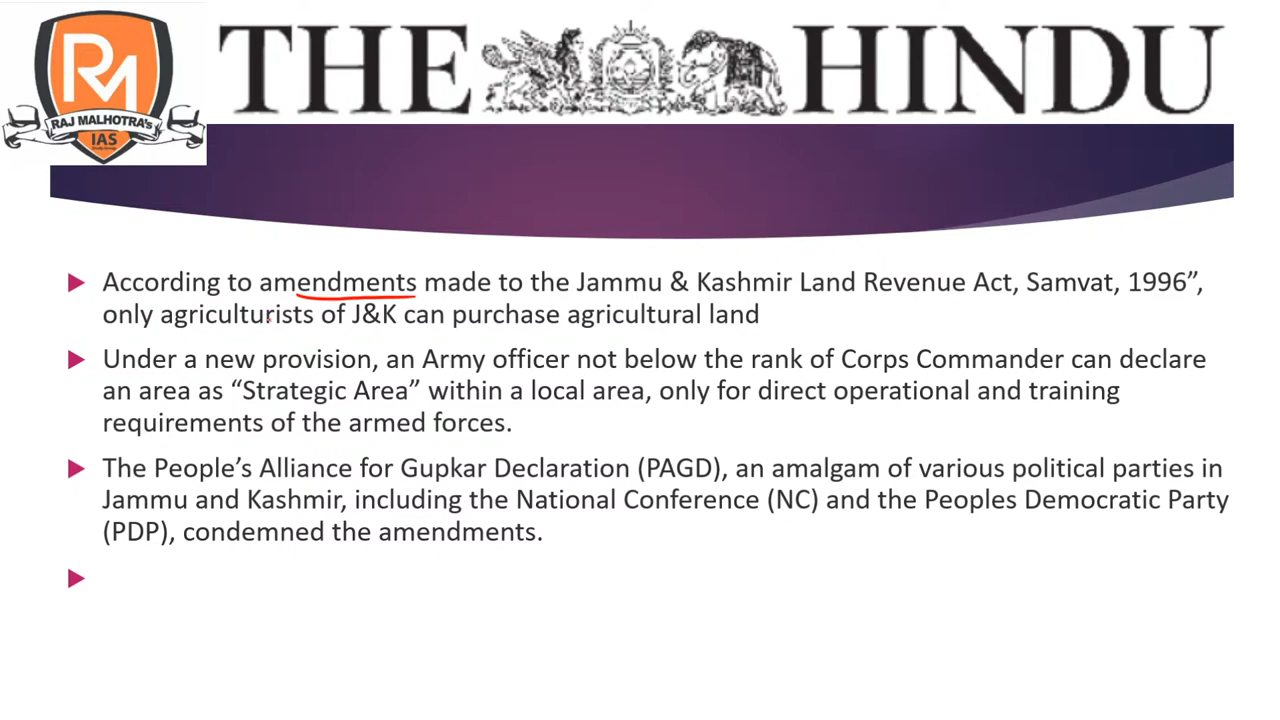 THE HINDU
RM
RAJ MALHOTRA's
IAS
According to amendments made to the Jammu & Kashmir Land Revenue Act, Samvat, 1996”,
only agriculturists of J&K can purchase agricultural land
Under a new provision, an Army officer not below the rank of Corps Commander can declare
an area as “Strategic Area” within a local area, only for direct operational and training
requirements of the armed forces.
The People’s Alliance for Gupkar Declaration (PAGD), an amalgam of various political parties in
Jammu and Kashmir, including the National Conference (NC) and the Peoples Democratic Party
(PDP), condemned the amendments.